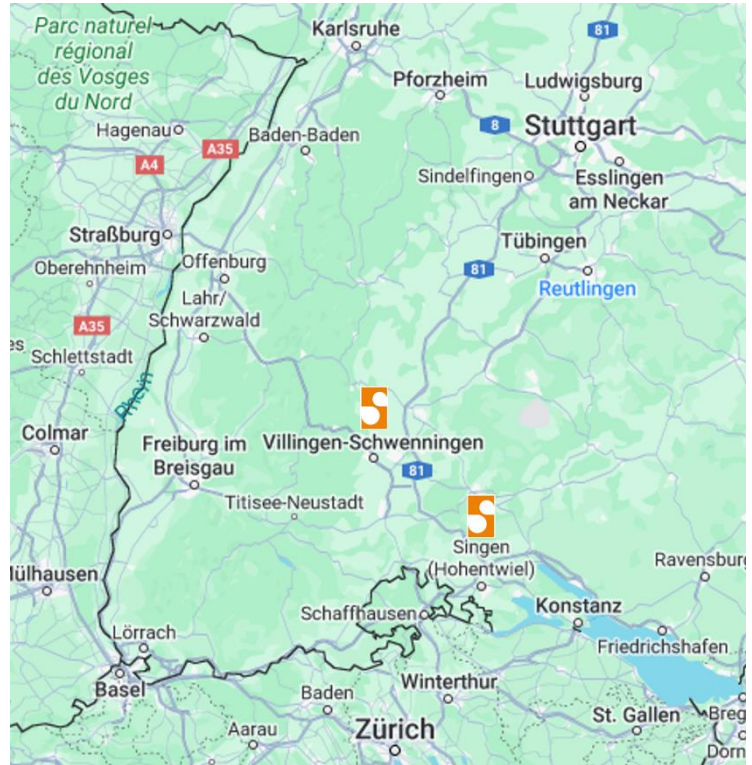 Parc naturel
régional
des Vosges
du Nord
Karlsruhe
81
Pforzheim
Ludwigsburg
Hagenau
A35
Baden-Baden
8
Stuttgart
A4
Sindelfingen
Esslingen
am Neckar
Straßburg
Tübingen
Oberehnheim
Offenburg
81
Reutlingen
Lahr/
Schwarzwald
A35
es
Schlettstadt
Rhein
Colmar
Freiburg im
Breisgau
Villingen-Schwenningen
81
Titisee-Neustadt
Singen
(Hohentwiel)
Ravensburg
Mülhausen
Schaffhausen
Konstanz
Lörrach
Friedrichshafen
Basel
Baden
Winterthur
St. Gallen
Breg
Aarau
Zürich
Dorn